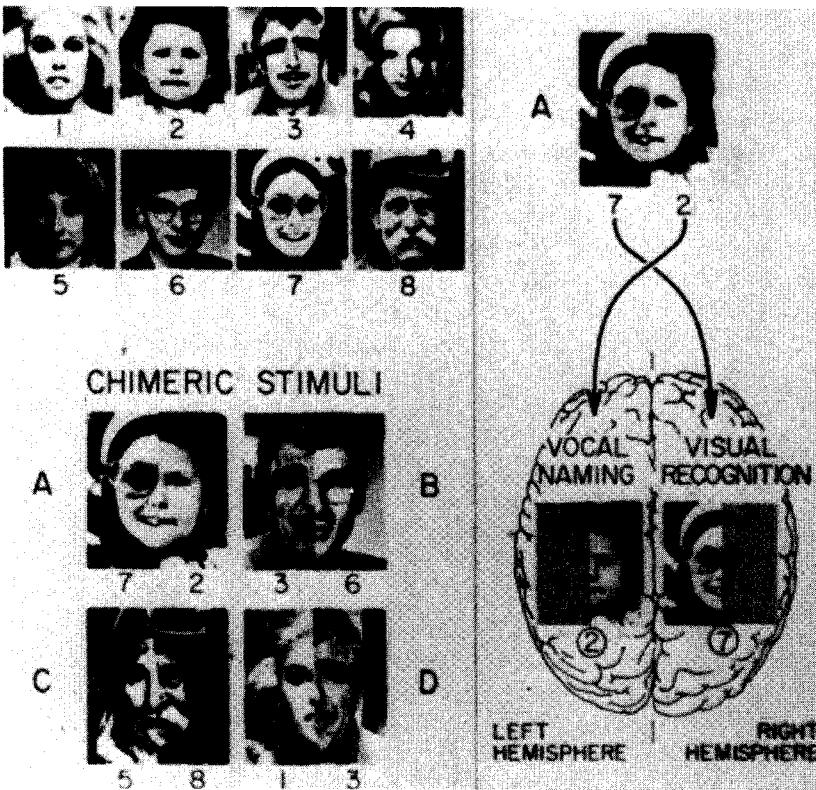 1 2 3 4
5 6 7 8
CHIMERIC STIMULI
A
7 2
B
3 6
C
5 8
D
1 3
A
7 2
VOCAL NAMING
VISUAL RECOGNITION
2
7
LEFT HEMISPHERE
RIGHT HEMISPHERE